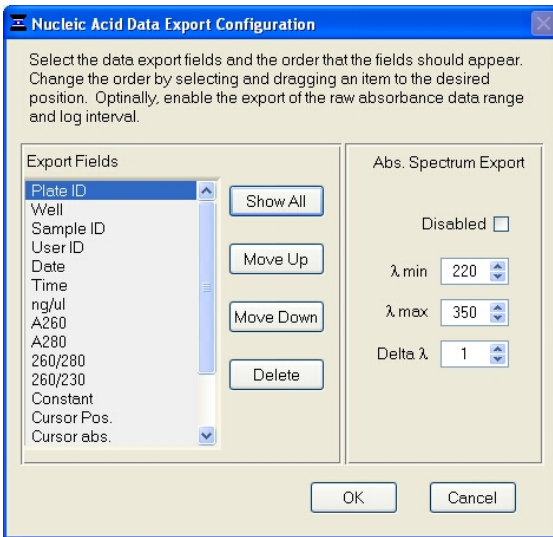 Nucleic Acid Data Export Configuration
Select the data export fields and the order that the fields should appear.
Change the order by selecting and dragging an item to the desired
position. Optinally, enable the export of the raw absorbance data range
and log interval.
Export Fields
Plate ID
Well
Sample ID
User ID
Date
Time
ng/ul
A260
A280
260/280
260/230
Constant
Cursor Pos.
Cursor abs.
Show All
Move Up
Move Down
Delete
Abs. Spectrum Export
Disabled
λ min 220
λ max 350
Delta λ 1
OK
Cancel